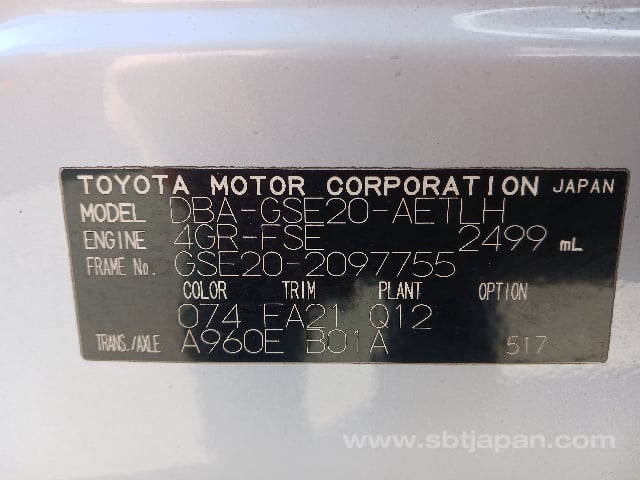 TOYOTA MOTOR CORPORATION JAPAN
MODEL DBA-GSE20-AETLH
ENGINE 4GR-FSE 2499 mL
FRAME No. GSE20-2097755
COLOR TRIM PLANT OPTION
074 FA21 Q12
TRANS./AXLE A960E B01A 517
www.sbtjapan.com